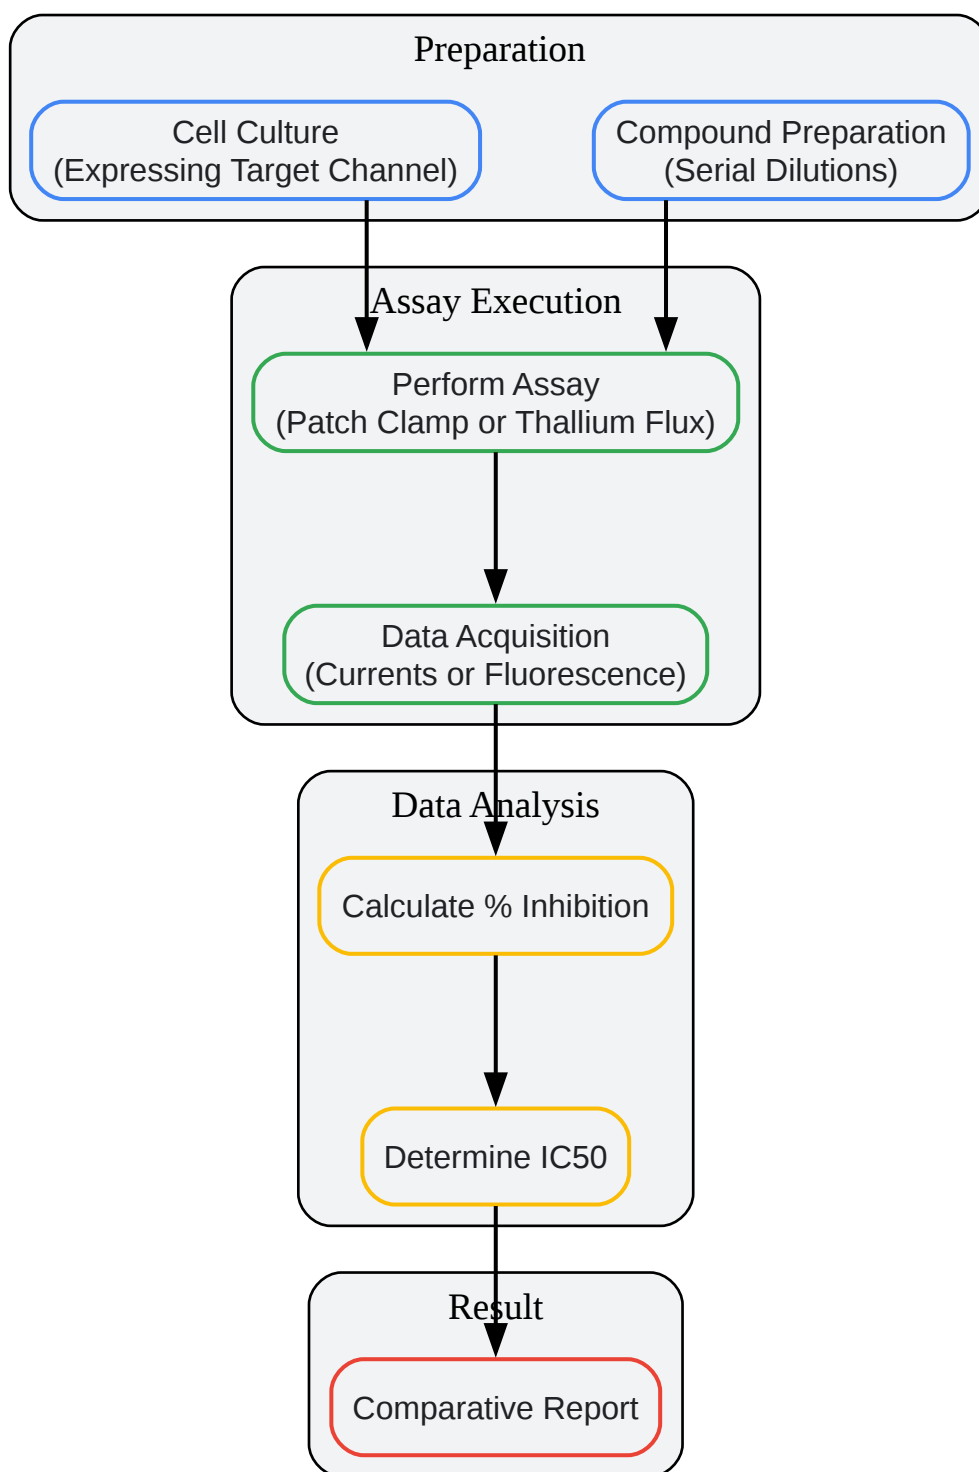 Preparation
Cell Culture
(Expressing Target Channel)
Compound Preparation
(Serial Dilutions)
Assay Execution
Perform Assay
(Patch Clamp or Thallium Flux)
Data Acquisition
(Currents or Fluorescence)
Data Analysis
Calculate % Inhibition
Determine IC50
Result
Comparative Report